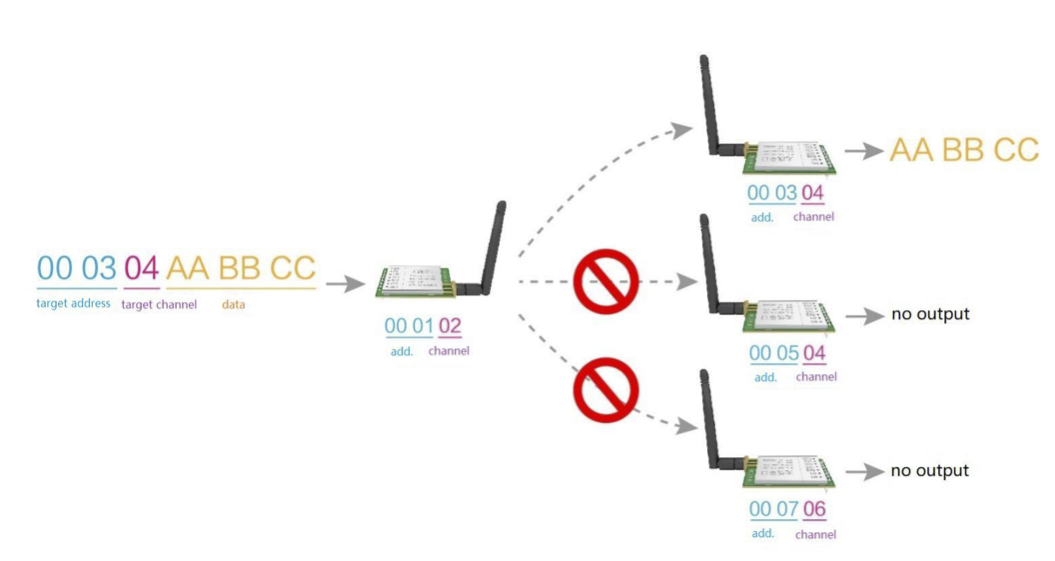 00 03 04 AA BB CC
target address target channel data
00 01 02
add. channel
00 03 04
add. channel
AA BB CC
00 05 04
add. channel
no output
00 07 06
add. channel
no output